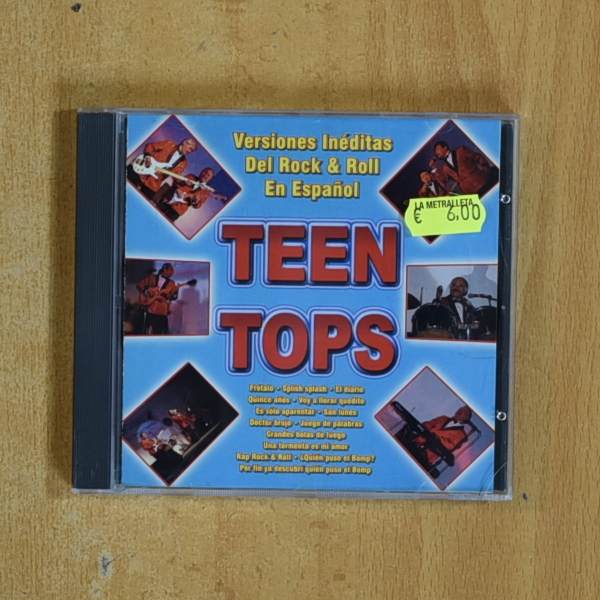 Versiones Inéditas
Del Rock & Roll
En Español
LA METRALLETA
€ 6,00
TEEN
TOPS
Frótalo • Splish splash • El diario
Quince años • Voy a llorar quedito
Es sólo aparentar • San lunes
Doctor brujo • Juego de palabras
Grandes bolas de fuego
Una tormenta es mi amor
Rap Rock & Roll • ¿Quién puso el Bomp?
Por fin ya descubrí quién puso el Bomp